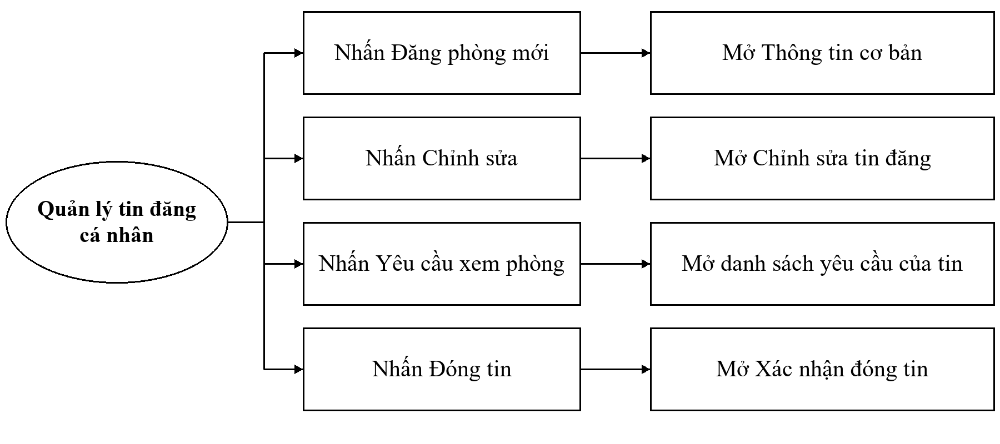 Quản lý tin đăng
cá nhân
Nhấn Đăng phòng mới
Mở Thông tin cơ bản
Nhấn Chỉnh sửa
Mở Chỉnh sửa tin đăng
Nhấn Yêu cầu xem phòng
Mở danh sách yêu cầu của tin
Nhấn Đóng tin
Mở Xác nhận đóng tin